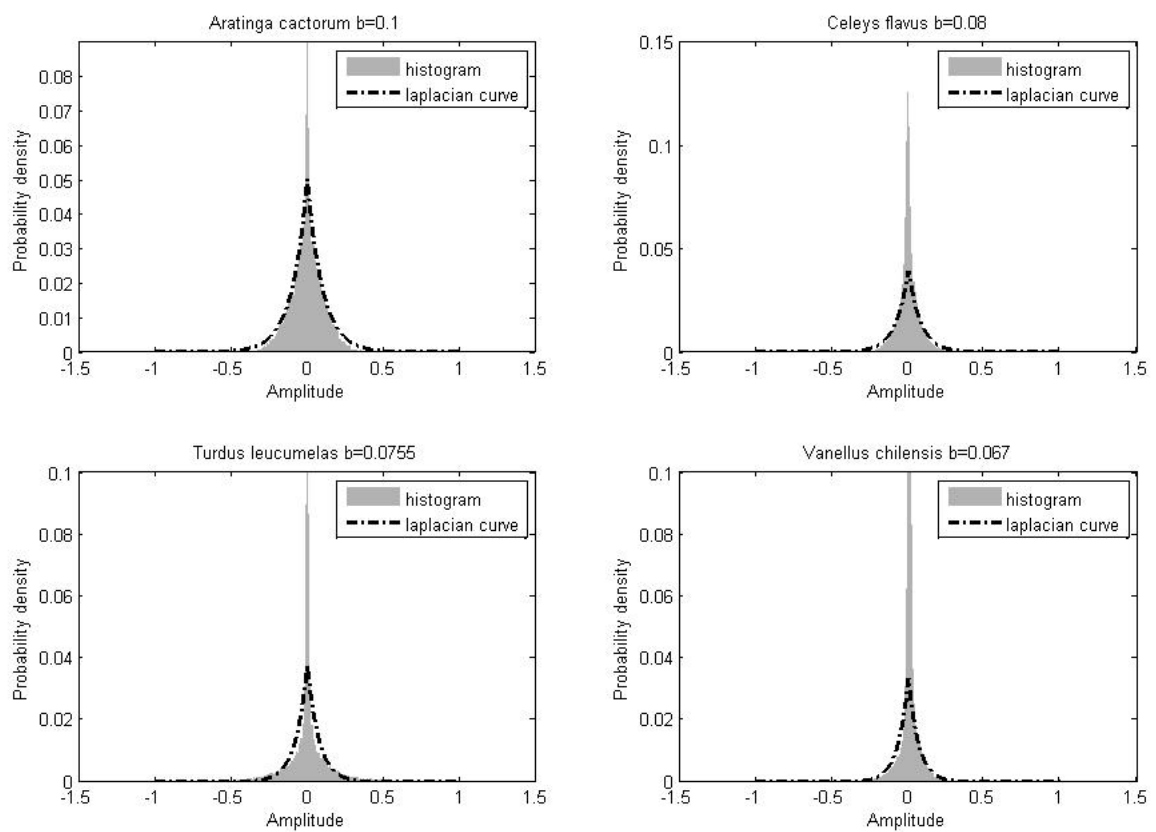 Aratinga cactorum b=0.1
histogram
laplacian curve
Probability density
0.08
0.07
0.06
0.05
0.04
0.03
0.02
0.01
0
-1.5 -1 -0.5 0 0.5 1 1.5
Amplitude
Celeys flavus b=0.08
histogram
laplacian curve
Probability density
0.15
0.1
0.05
0
-1.5 -1 -0.5 0 0.5 1 1.5
Amplitude
Turdus leucumelas b=0.0755
histogram
laplacian curve
Probability density
0.1
0.08
0.06
0.04
0.02
0
-1.5 -1 -0.5 0 0.5 1 1.5
Amplitude
Vanellus chilensis b=0.067
histogram
laplacian curve
Probability density
0.1
0.08
0.06
0.04
0.02
0
-1.5 -1 -0.5 0 0.5 1 1.5
Amplitude